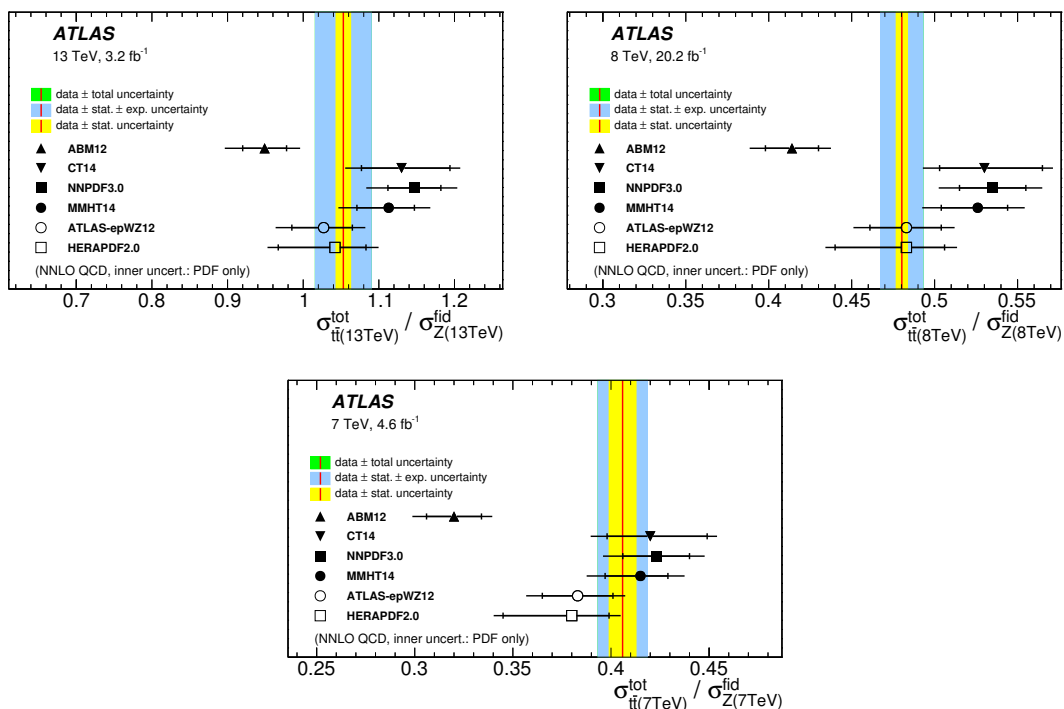 ATLAS
13 TeV, 3.2 fb⁻¹
data ± total uncertainty
data ± stat. ± exp. uncertainty
data ± stat. uncertainty
ABM12
CT14
NNPDF3.0
MMHT14
ATLAS-epWZ12
HERAPDF2.0
(NNLO QCD, inner uncert.: PDF only)
0.7 0.8 0.9 1 1.1 1.2
σ^tot_tt̄(13TeV) / σ^fid_Z(13TeV)
ATLAS
8 TeV, 20.2 fb⁻¹
data ± total uncertainty
data ± stat. ± exp. uncertainty
data ± stat. uncertainty
ABM12
CT14
NNPDF3.0
MMHT14
ATLAS-epWZ12
HERAPDF2.0
(NNLO QCD, inner uncert.: PDF only)
0.3 0.35 0.4 0.45 0.5 0.55
σ^tot_tt̄(8TeV) / σ^fid_Z(8TeV)
ATLAS
7 TeV, 4.6 fb⁻¹
data ± total uncertainty
data ± stat. ± exp. uncertainty
data ± stat. uncertainty
ABM12
CT14
NNPDF3.0
MMHT14
ATLAS-epWZ12
HERAPDF2.0
(NNLO QCD, inner uncert.: PDF only)
0.25 0.3 0.35 0.4 0.45
σ^tot_tt̄(7TeV) / σ^fid_Z(7TeV)